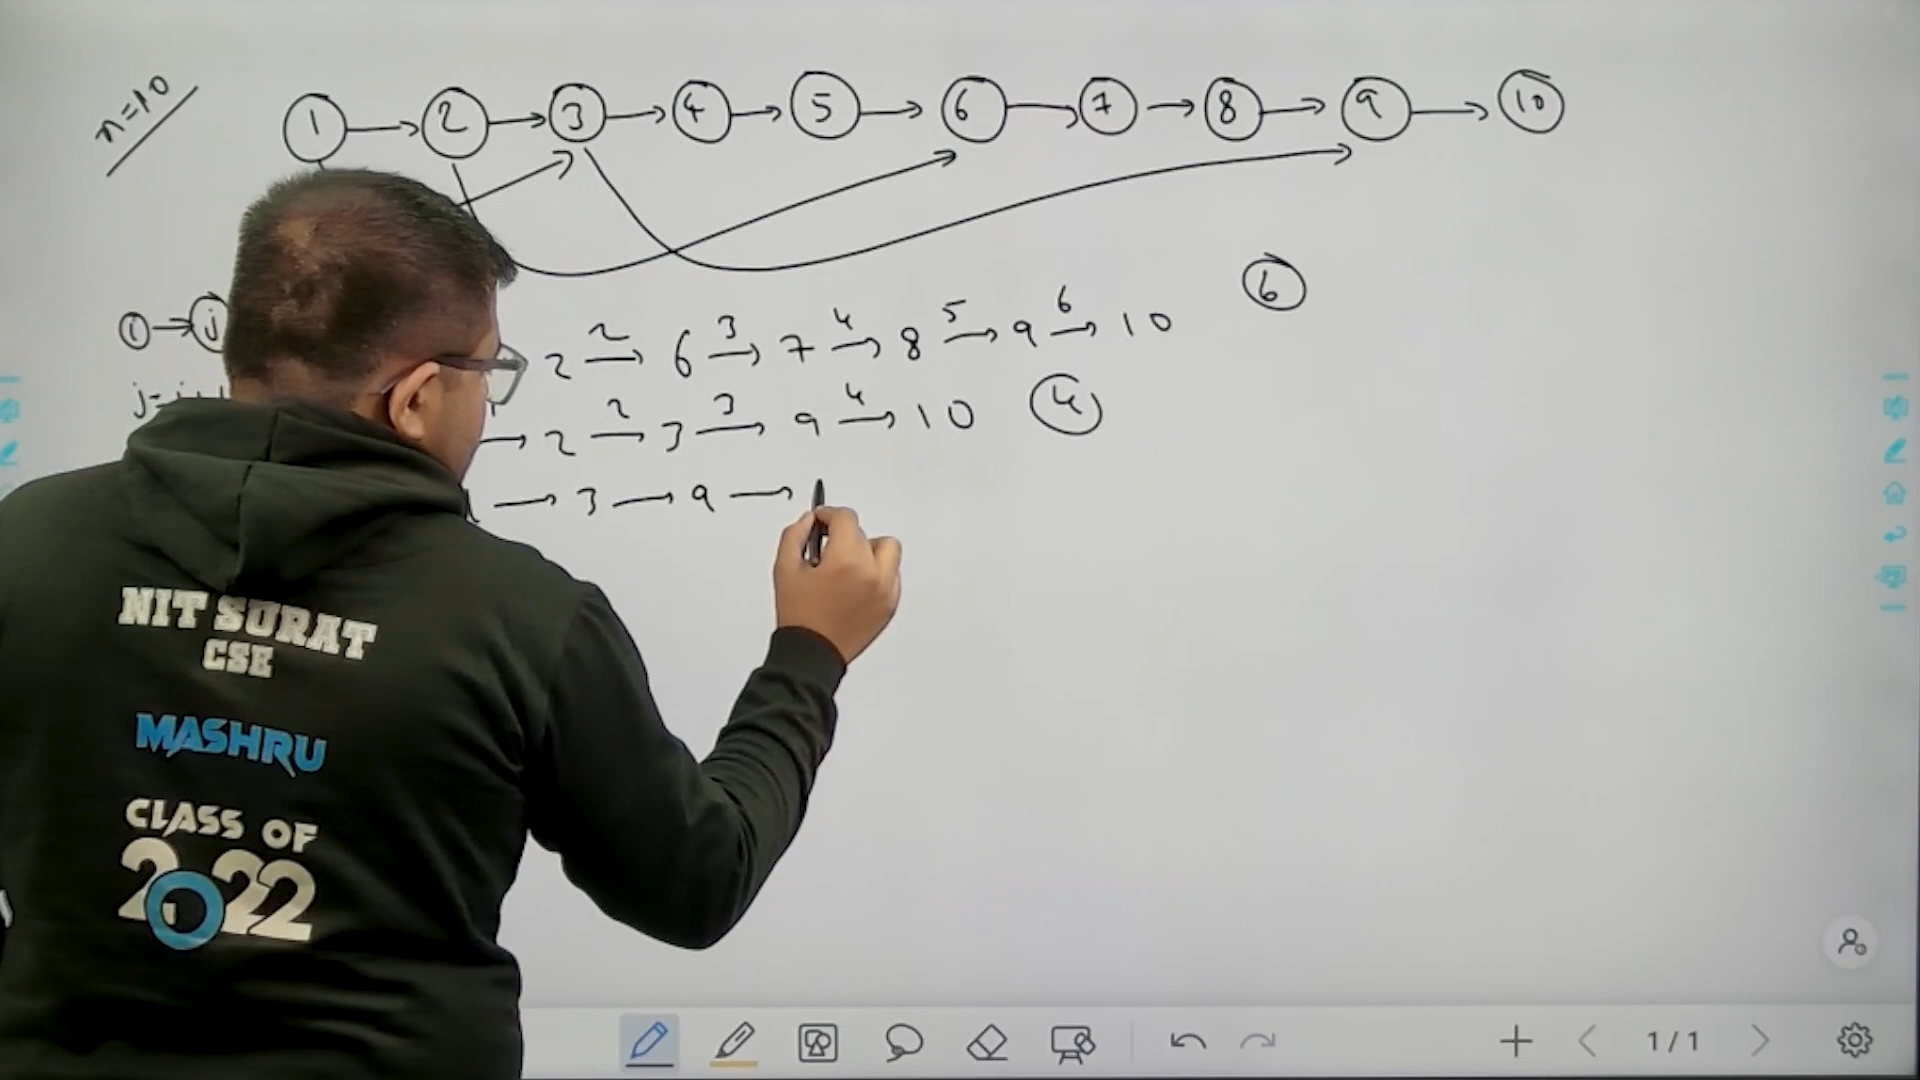 n=10
1 → 2 → 3 → 4 → 5 → 6 → 7 → 8 → 9 → 10
6
i → j
2 →² 6 →³ 7 →⁴ 8 →⁵ 9 →⁶ 10
→ 2 →² 3 →³ 9 →⁴ 10 4
→ 3 → 9 →
NIT SURAT
CSE
MASHRU
CLASS OF
2022
1/1